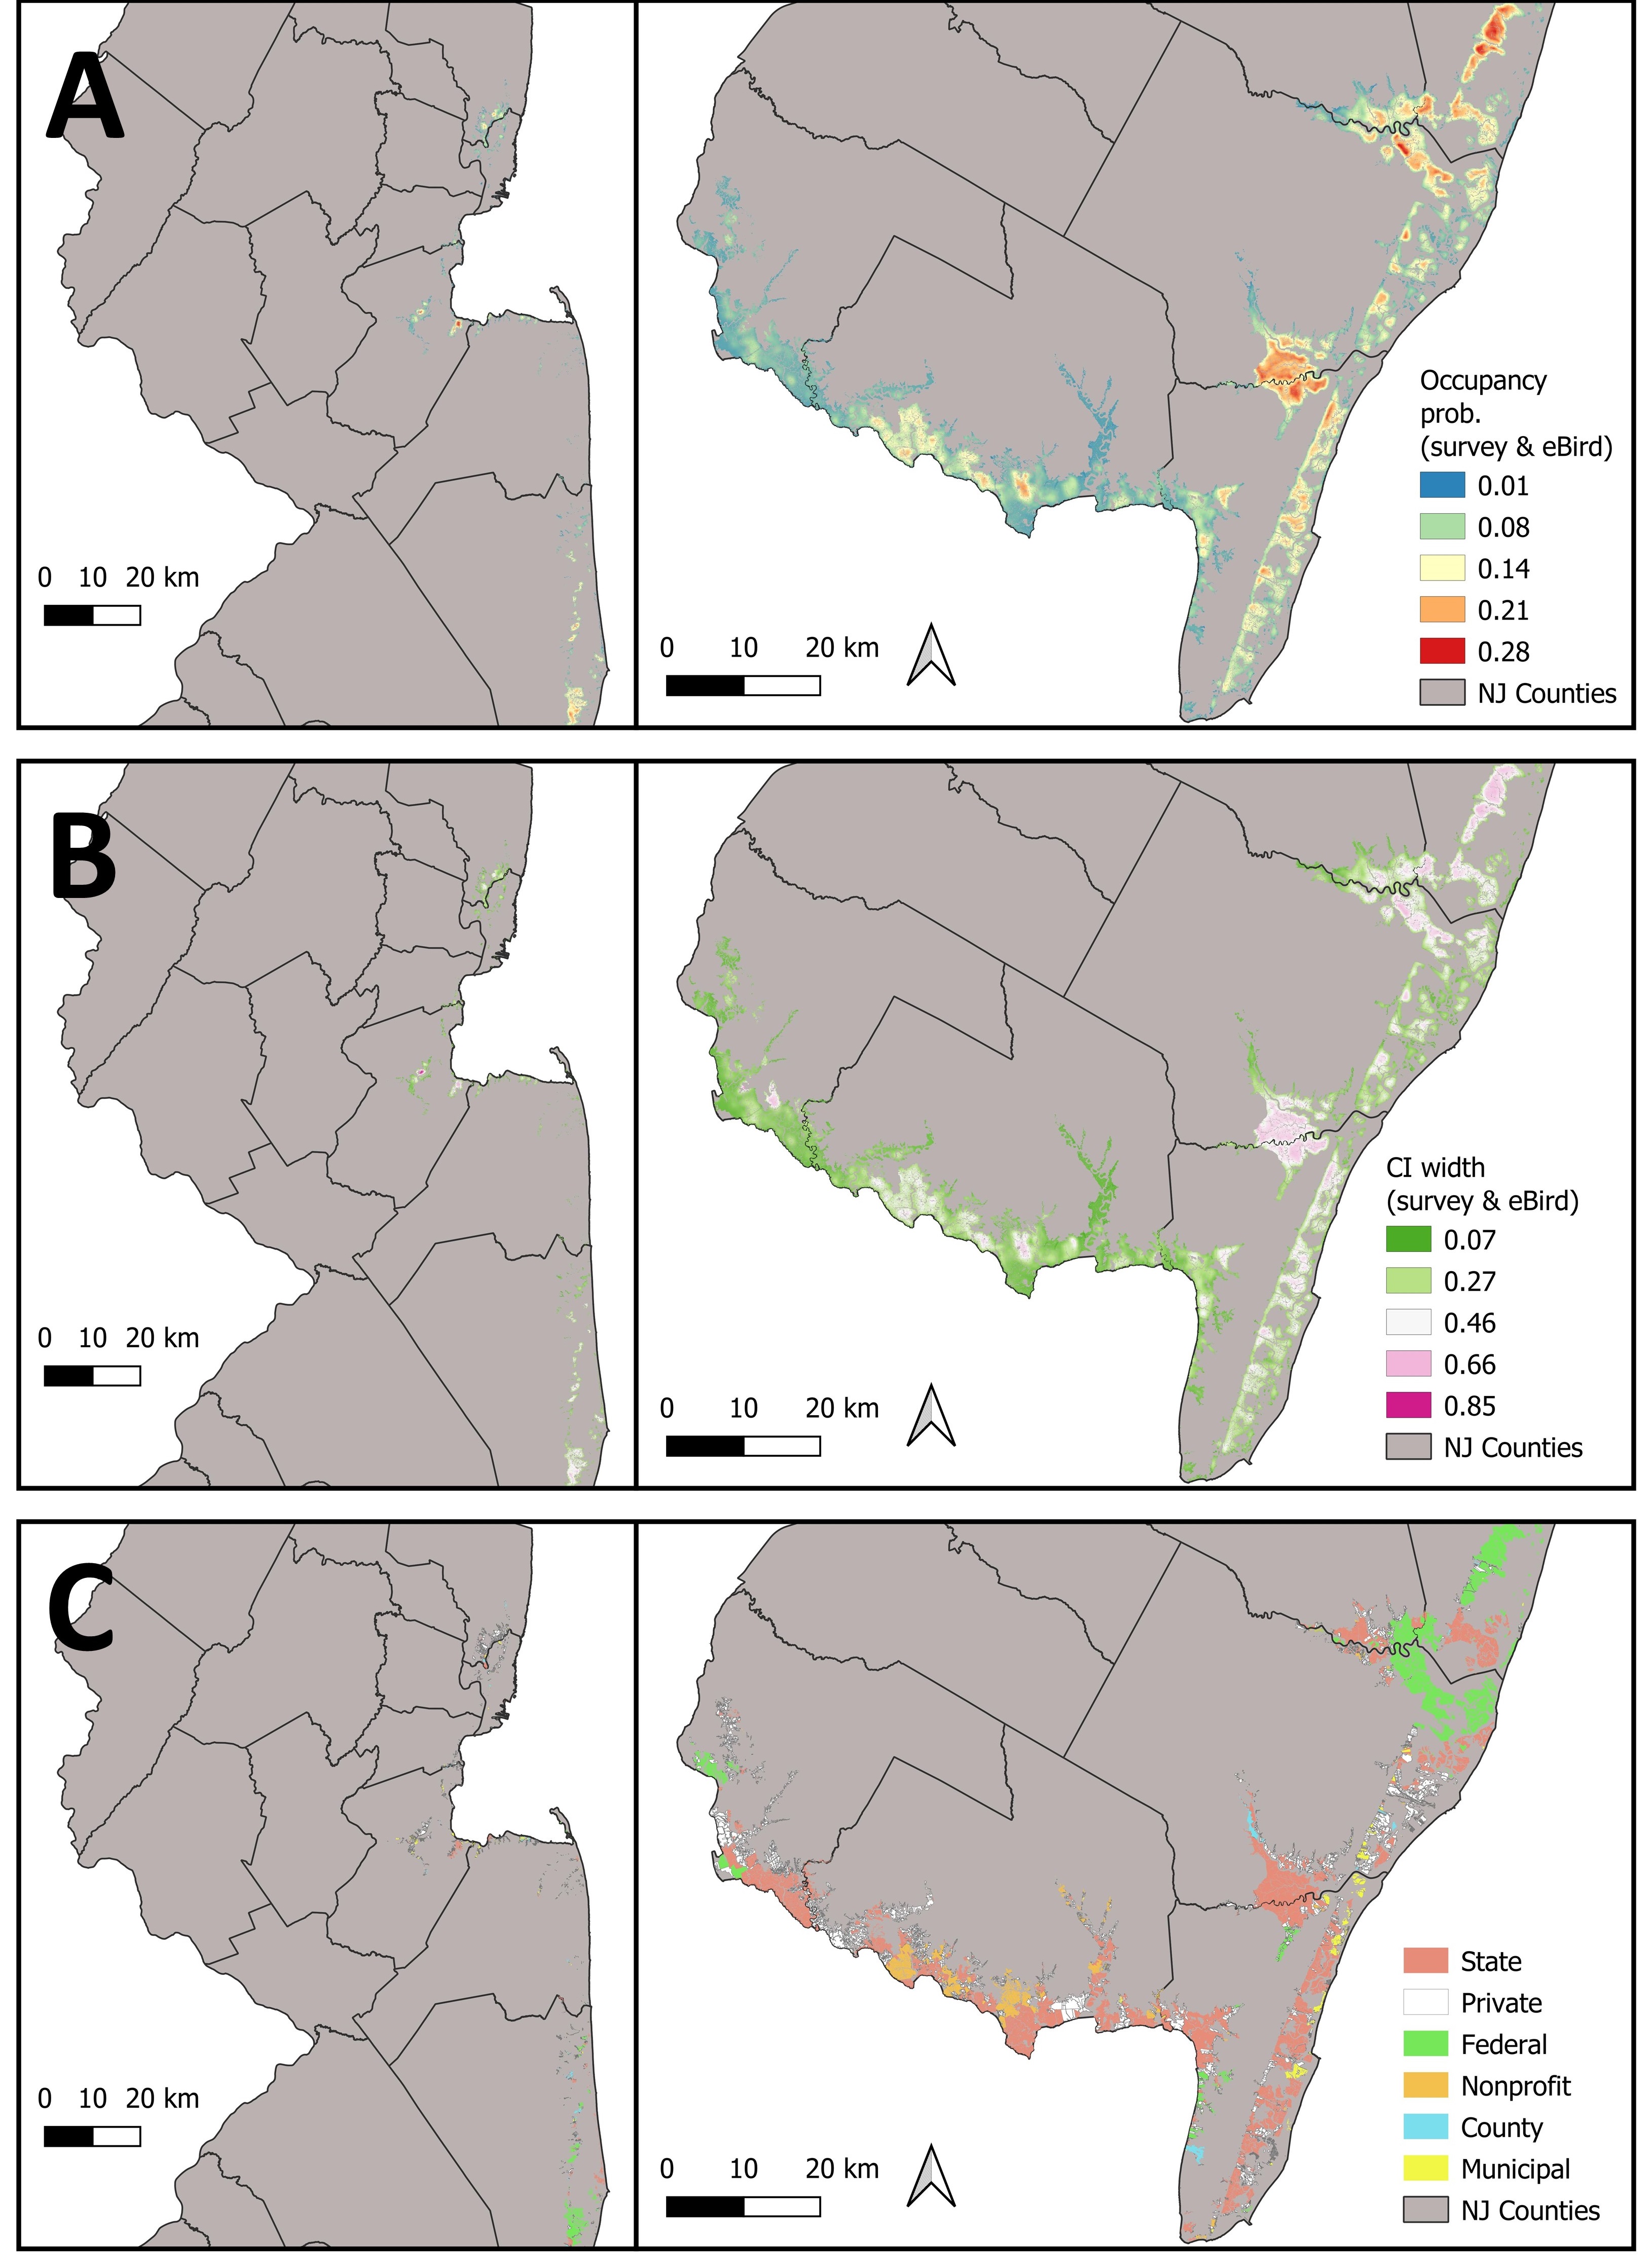 A
0 10 20 km
0 10 20 km
Occupancy
prob.
(survey & eBird)
0.01
0.08
0.14
0.21
0.28
NJ Counties
B
0 10 20 km
0 10 20 km
CI width
(survey & eBird)
0.07
0.27
0.46
0.66
0.85
NJ Counties
C
0 10 20 km
0 10 20 km
State
Private
Federal
Nonprofit
County
Municipal
NJ Counties